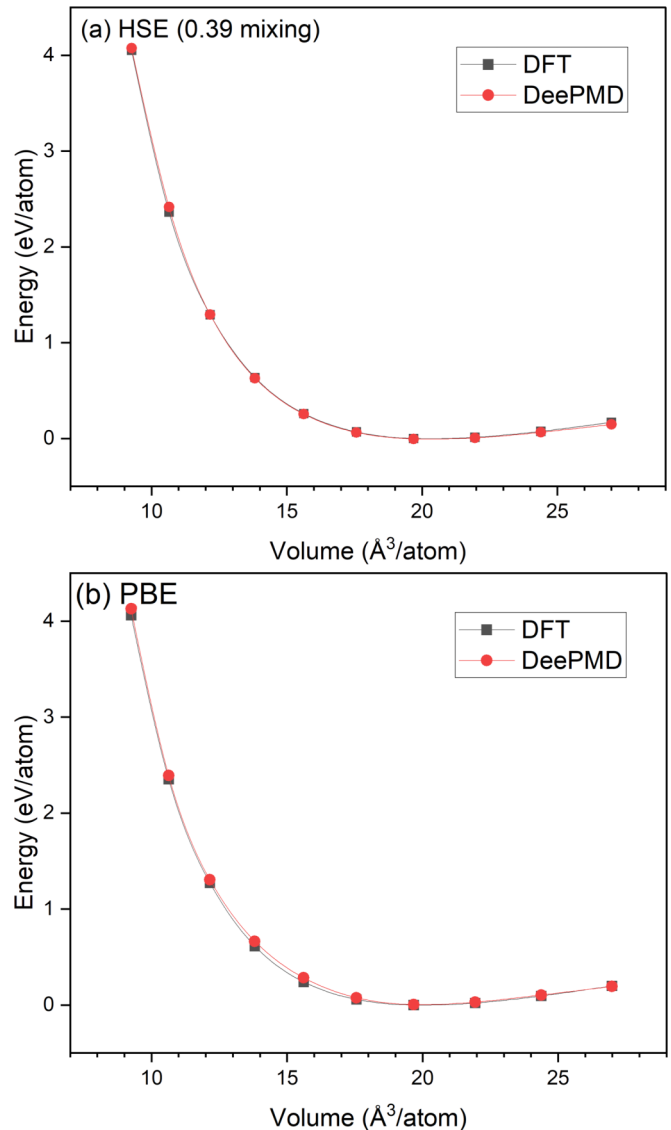 (a) HSE (0.39 mixing)
DFT
DeePMD
4
3
2
1
0
Energy (eV/atom)
10 15 20 25
Volume (Å³/atom)
(b) PBE
DFT
DeePMD
4
3
2
1
0
Energy (eV/atom)
10 15 20 25
Volume (Å³/atom)